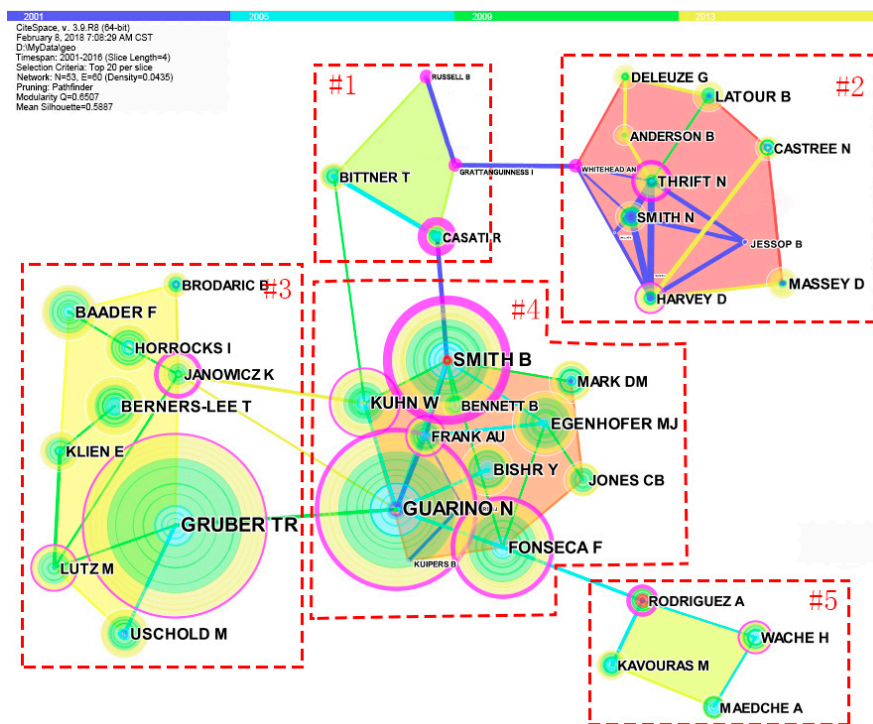 2001 2005 2009 2013
CiteSpace, v. 3.9.R8 (64-bit)
February 8, 2018 7:08:29 AM CST
D:\MyData\geo
Timespan: 2001-2016 (Slice Length=4)
Selection Criteria: Top 20 per slice
Network: N=53, E=60 (Density=0.0435)
Pruning: Pathfinder
Modularity Q=0.6507
Mean Silhouette=0.5887
#1
RUSSELL B
GRATTANGUINNESS I
BITTNER T
CASATI R
#2
DELEUZE G
LATOUR B
ANDERSON B
CASTREE N
WHITEHEAD AN
THRIFT N
SMITH N
JESSOP B
MASSEY D
HARVEY D
#3
BRODARIC B
BAADER F
HORROCKS I
JANOWICZ K
BERNERS-LEE T
KLIEN E
GRUBER TR
LUTZ M
USCHOLD M
#4
SMITH B
MARK DM
KUHN W
BENNETT B
EGENHOFER MJ
FRANK AU
BISHR Y
JONES CB
GUARINO N
FONSECA F
KUIPERS B
#5
RODRIGUEZ A
WACHE H
KAVOURAS M
MAEDCHE A